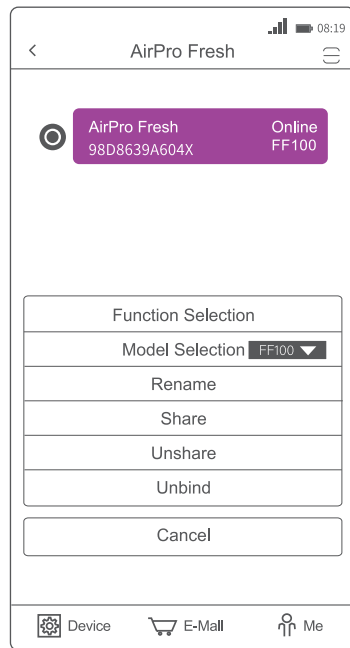 08:19
AirPro Fresh
AirPro Fresh Online
98D8639A604X FF100
Function Selection
Model Selection FF100
Rename
Share
Unshare
Unbind
Cancel
Device E-Mall Me